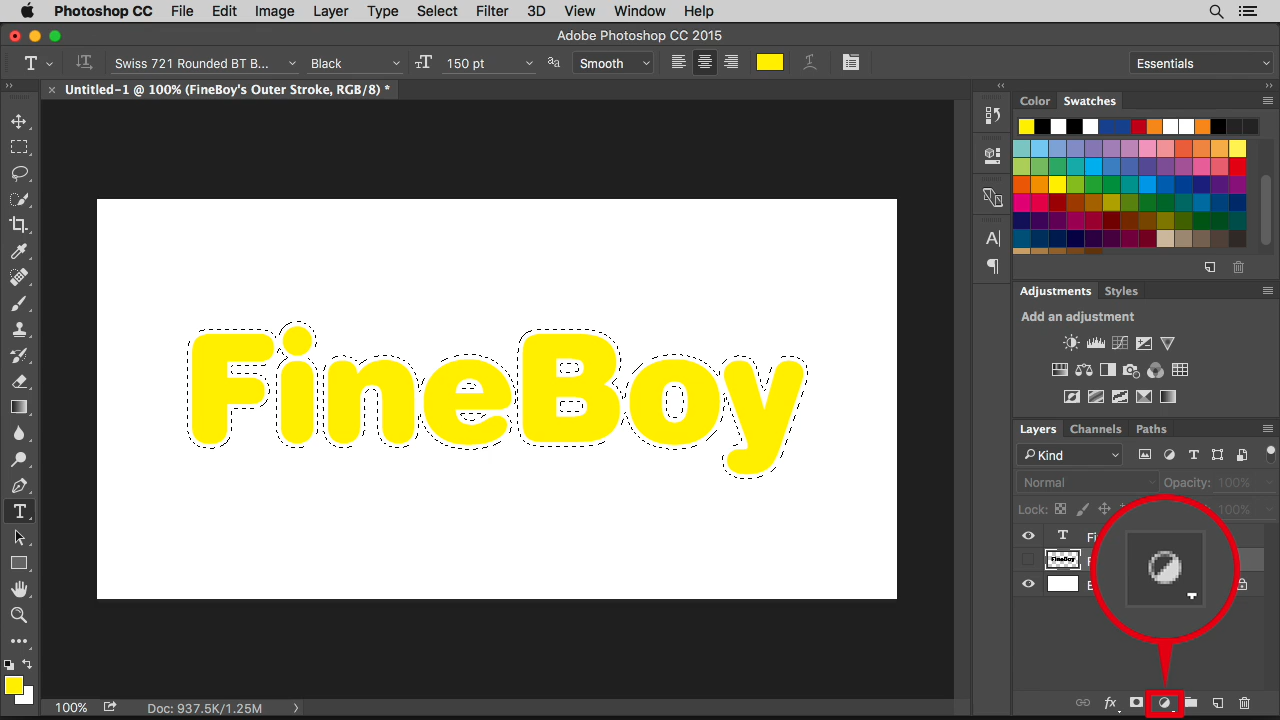 Photoshop CC File Edit Image Layer Type Select Filter 3D View Window Help
Adobe Photoshop CC 2015
T Swiss 721 Rounded BT B... Black 150 pt Smooth Essentials
Untitled-1 @ 100% (FineBoy's Outer Stroke, RGB/8) *
Color Swatches
Adjustments Styles
Add an adjustment
FineBoy
Layers Channels Paths
Kind
Normal Opacity: 100%
Lock: 100%
100% Doc: 937.5K/1.25M
fx